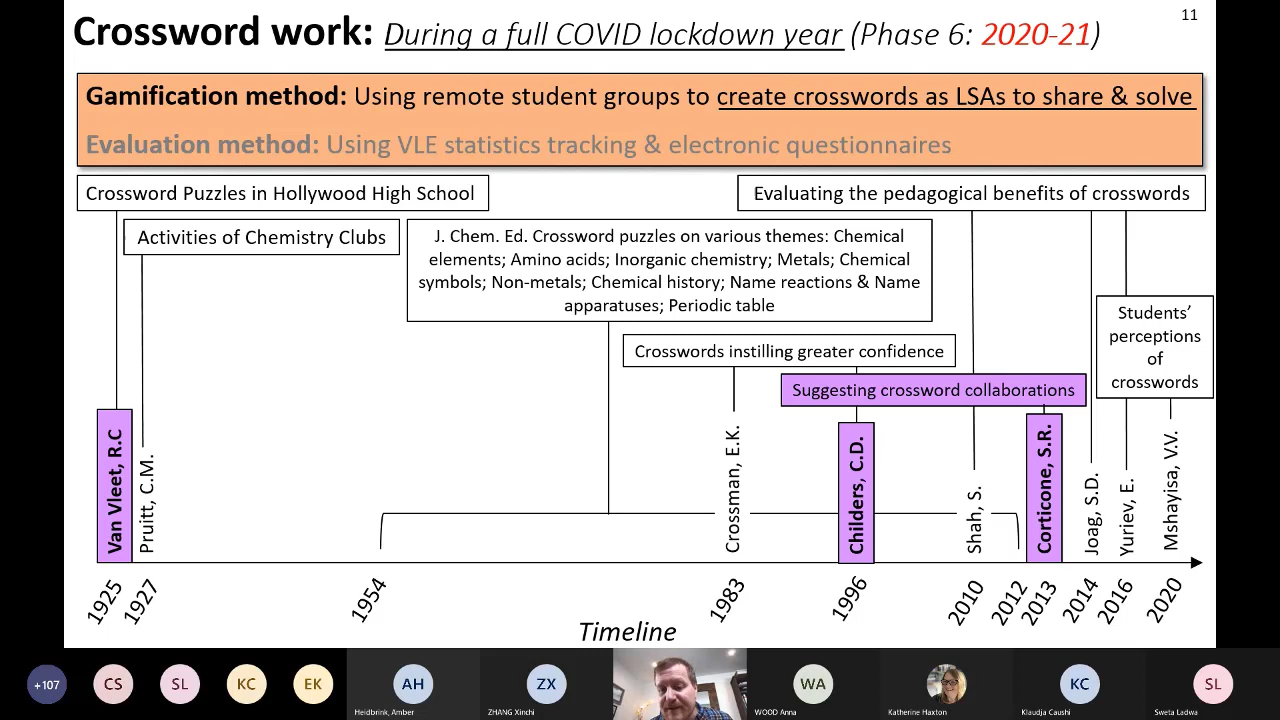 11
Crossword work: During a full COVID lockdown year (Phase 6: 2020-21)
Gamification method: Using remote student groups to create crosswords as LSAs to share & solve
Evaluation method: Using VLE statistics tracking & electronic questionnaires
Crossword Puzzles in Hollywood High School
Evaluating the pedagogical benefits of crosswords
Activities of Chemistry Clubs
J. Chem. Ed. Crossword puzzles on various themes: Chemical
elements; Amino acids; Inorganic chemistry; Metals; Chemical
symbols; Non-metals; Chemical history; Name reactions & Name
apparatuses; Periodic table
Students’
perceptions
of
crosswords
Crosswords instilling greater confidence
Suggesting crossword collaborations
Van Vleet, R.C
Pruitt, C.M.
Crossman, E.K.
Childers, C.D.
Shah, S.
Corticone, S.R.
Joag, S.D.
Yuriev, E.
Mshayisa, V.V.
1925
1927
1954
1983
1996
2010
2012
2013
2014
2016
2020
Timeline
+107
CS
SL
KC
EK
AH
Heidbrink, Amber
ZX
ZHANG Xinchi
WA
WOOD Anna
Katherine Haxton
KC
Klaudja Caushi
SL
Sweta Ladwa